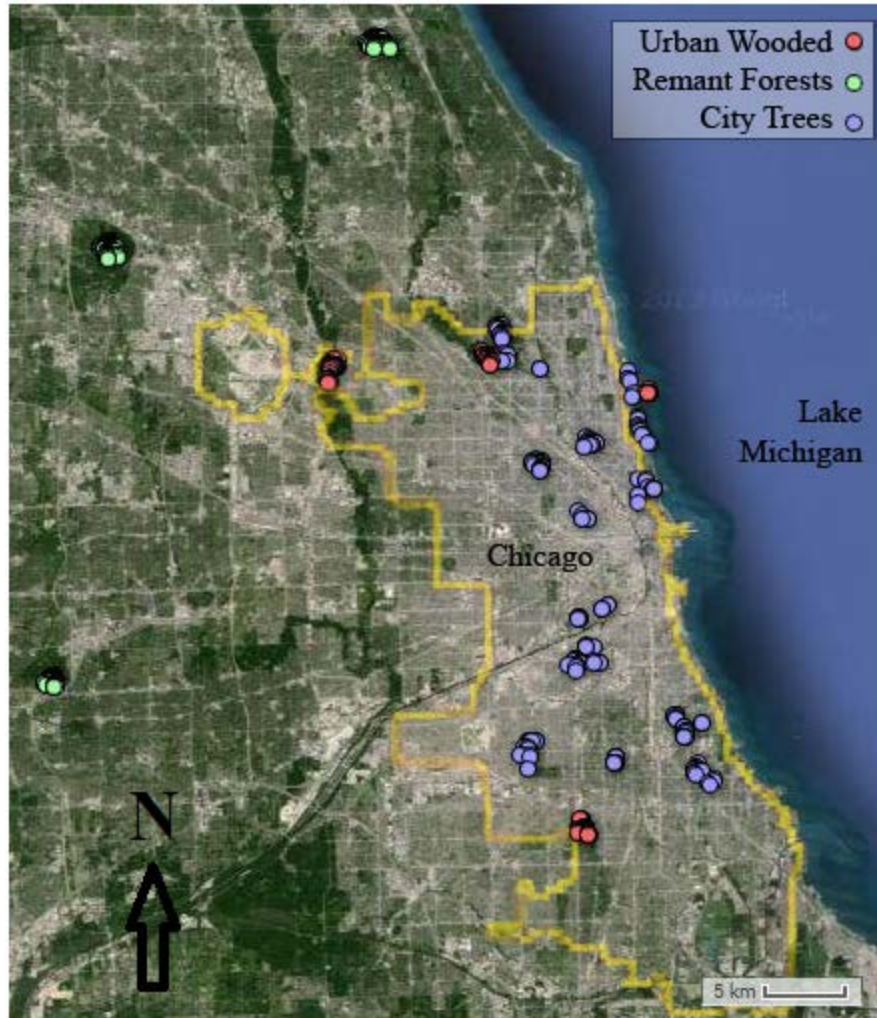 Urban Wooded
Remant Forests
City Trees
Lake
Michigan
Chicago
N
5 km